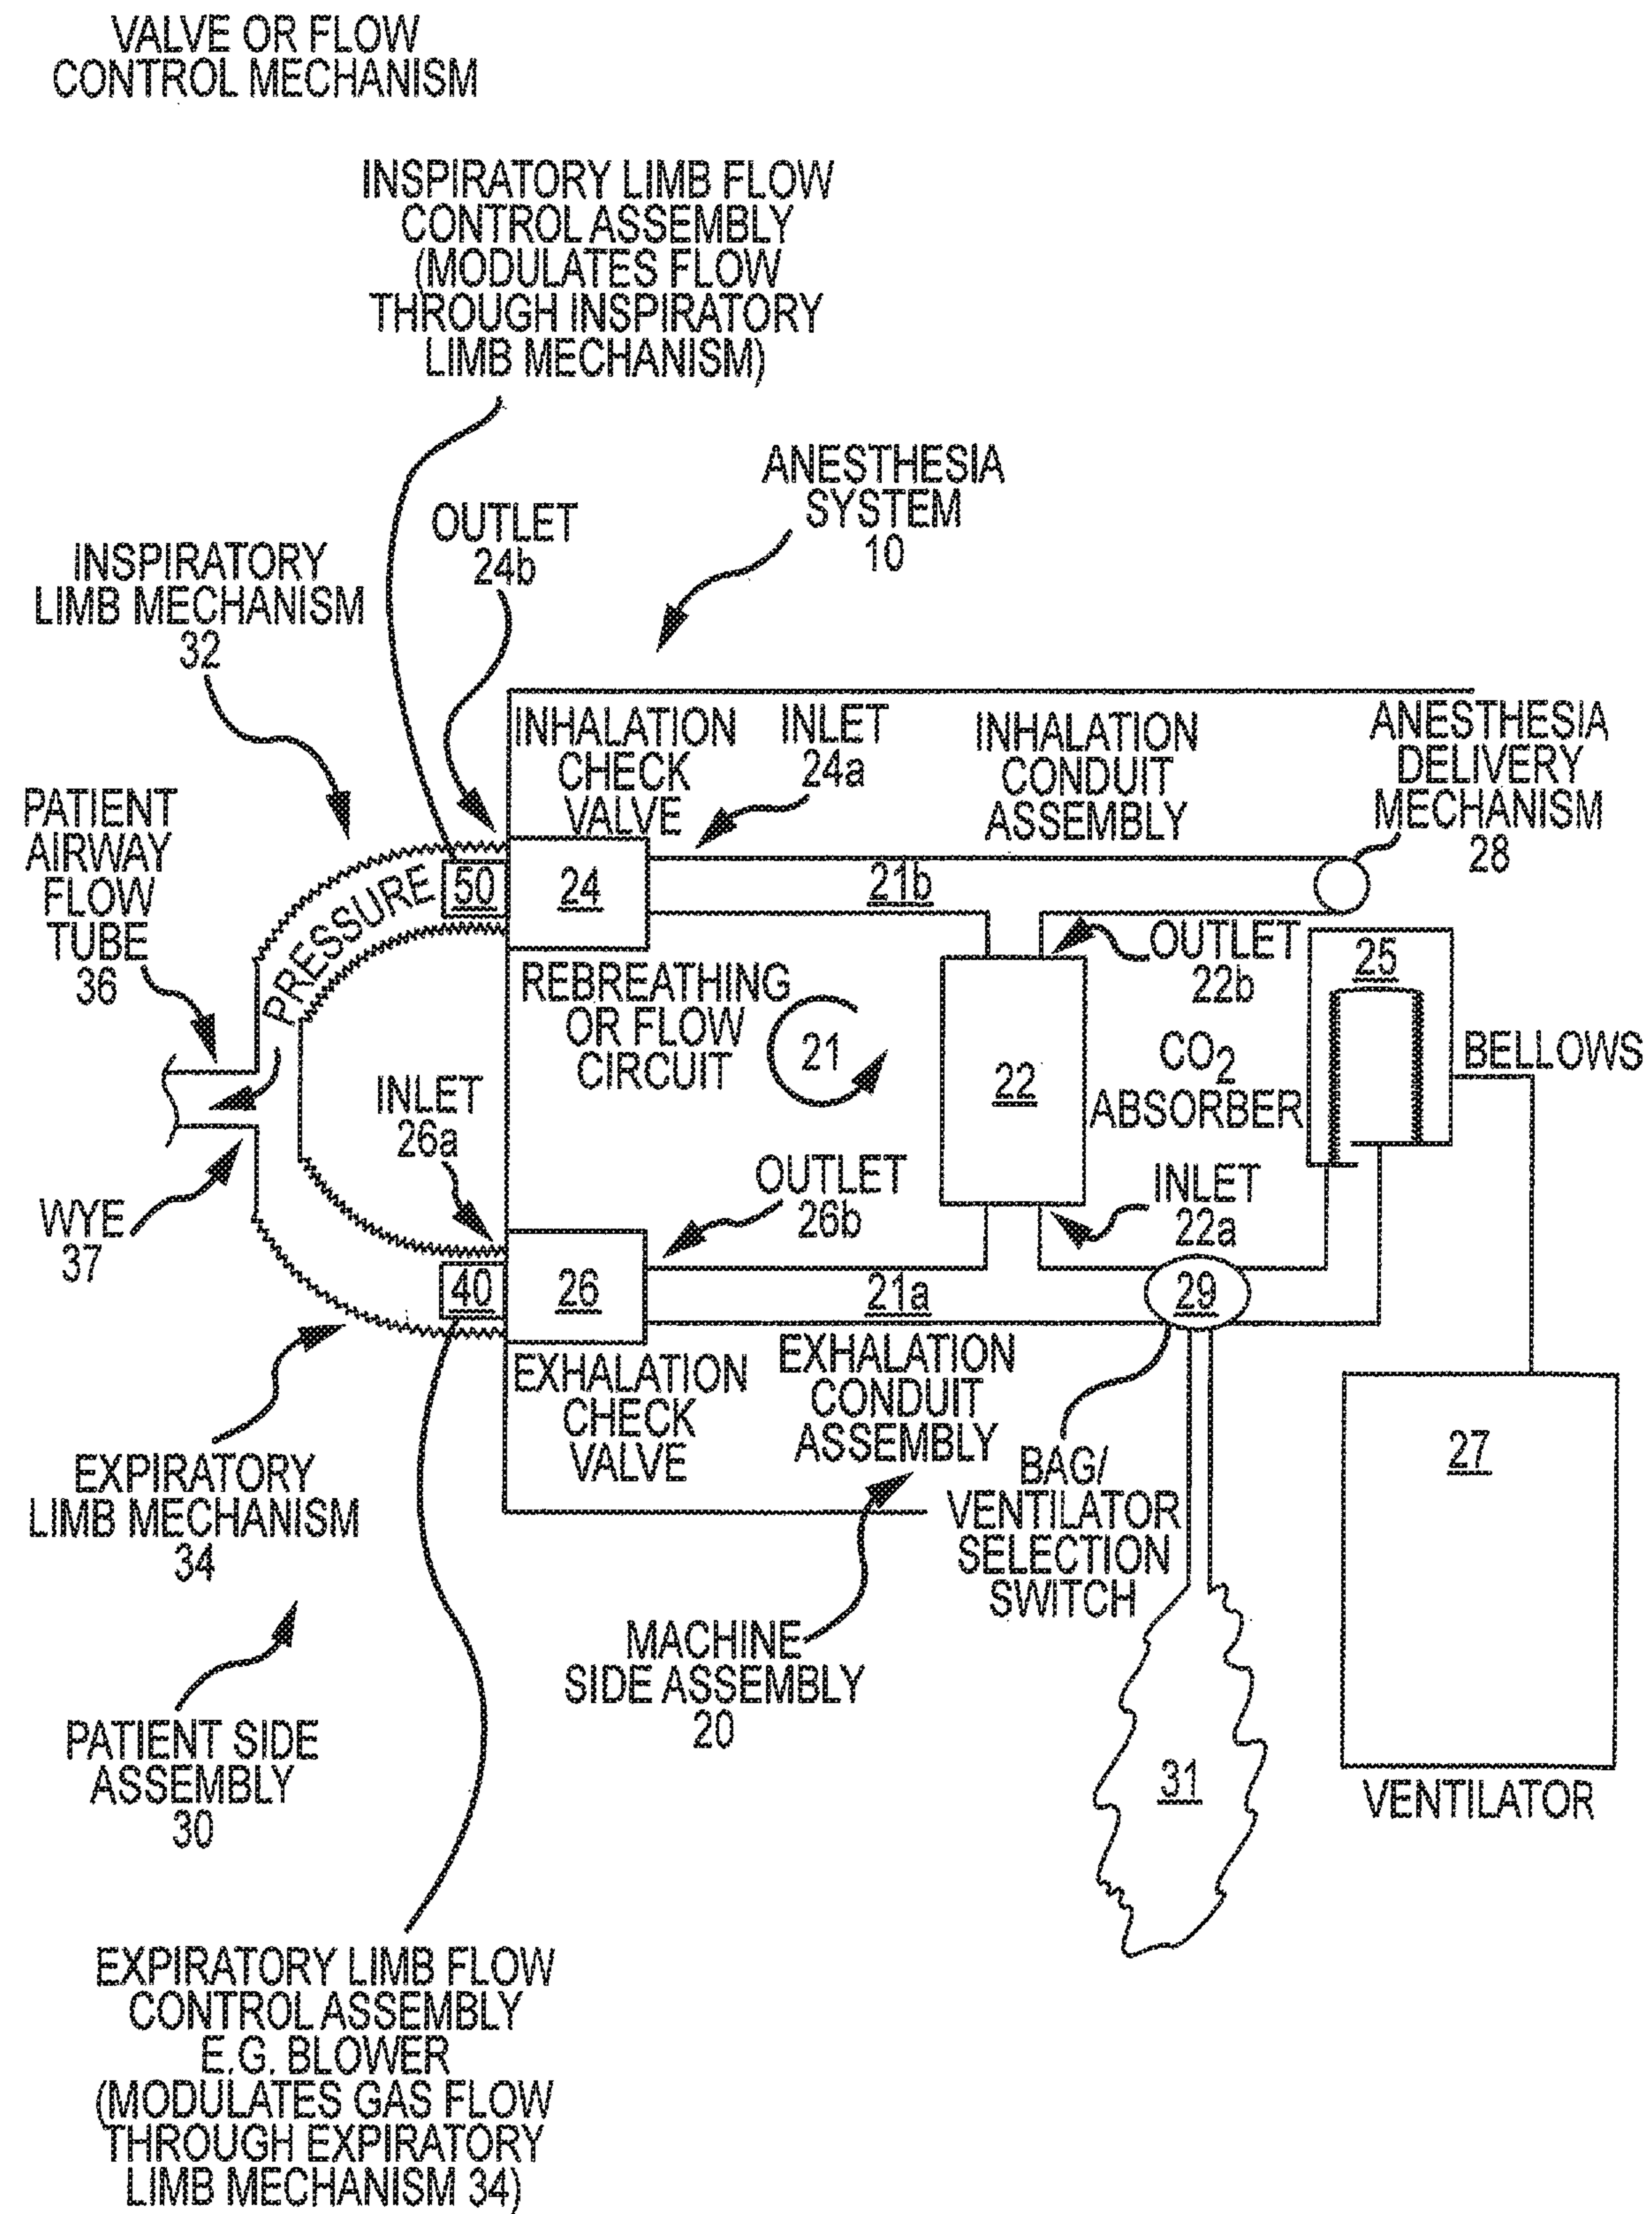 VALVE OR FLOW
CONTROL MECHANISM
INSPIRATORY LIMB FLOW
CONTROL ASSEMBLY
(MODULATES FLOW
THROUGH INSPIRATORY
LIMB MECHANISM)
ANESTHESIA
SYSTEM
10
OUTLET
24b
INSPIRATORY
LIMB MECHANISM
32
INHALATION
CHECK
VALVE
INLET
24a
INHALATION
CONDUIT
ASSEMBLY
ANESTHESIA
DELIVERY
MECHANISM
28
PATIENT
AIRWAY
FLOW
TUBE
36
PRESSURE
50
24
21b
OUTLET
22b
25
REBREATHING
OR FLOW
CIRCUIT
21
22
CO2
ABSORBER
BELLOWS
INLET
26a
OUTLET
26b
INLET
22a
WYE
37
40
26
21a
29
EXHALATION
CHECK
VALVE
EXHALATION
CONDUIT
ASSEMBLY
BAG/
VENTILATOR
SELECTION
SWITCH
27
EXPIRATORY
LIMB MECHANISM
34
MACHINE
SIDE ASSEMBLY
20
PATIENT SIDE
ASSEMBLY
30
31
VENTILATOR
EXPIRATORY LIMB FLOW
CONTROL ASSEMBLY
E.G. BLOWER
(MODULATES GAS FLOW
THROUGH EXPIRATORY
LIMB MECHANISM 34)